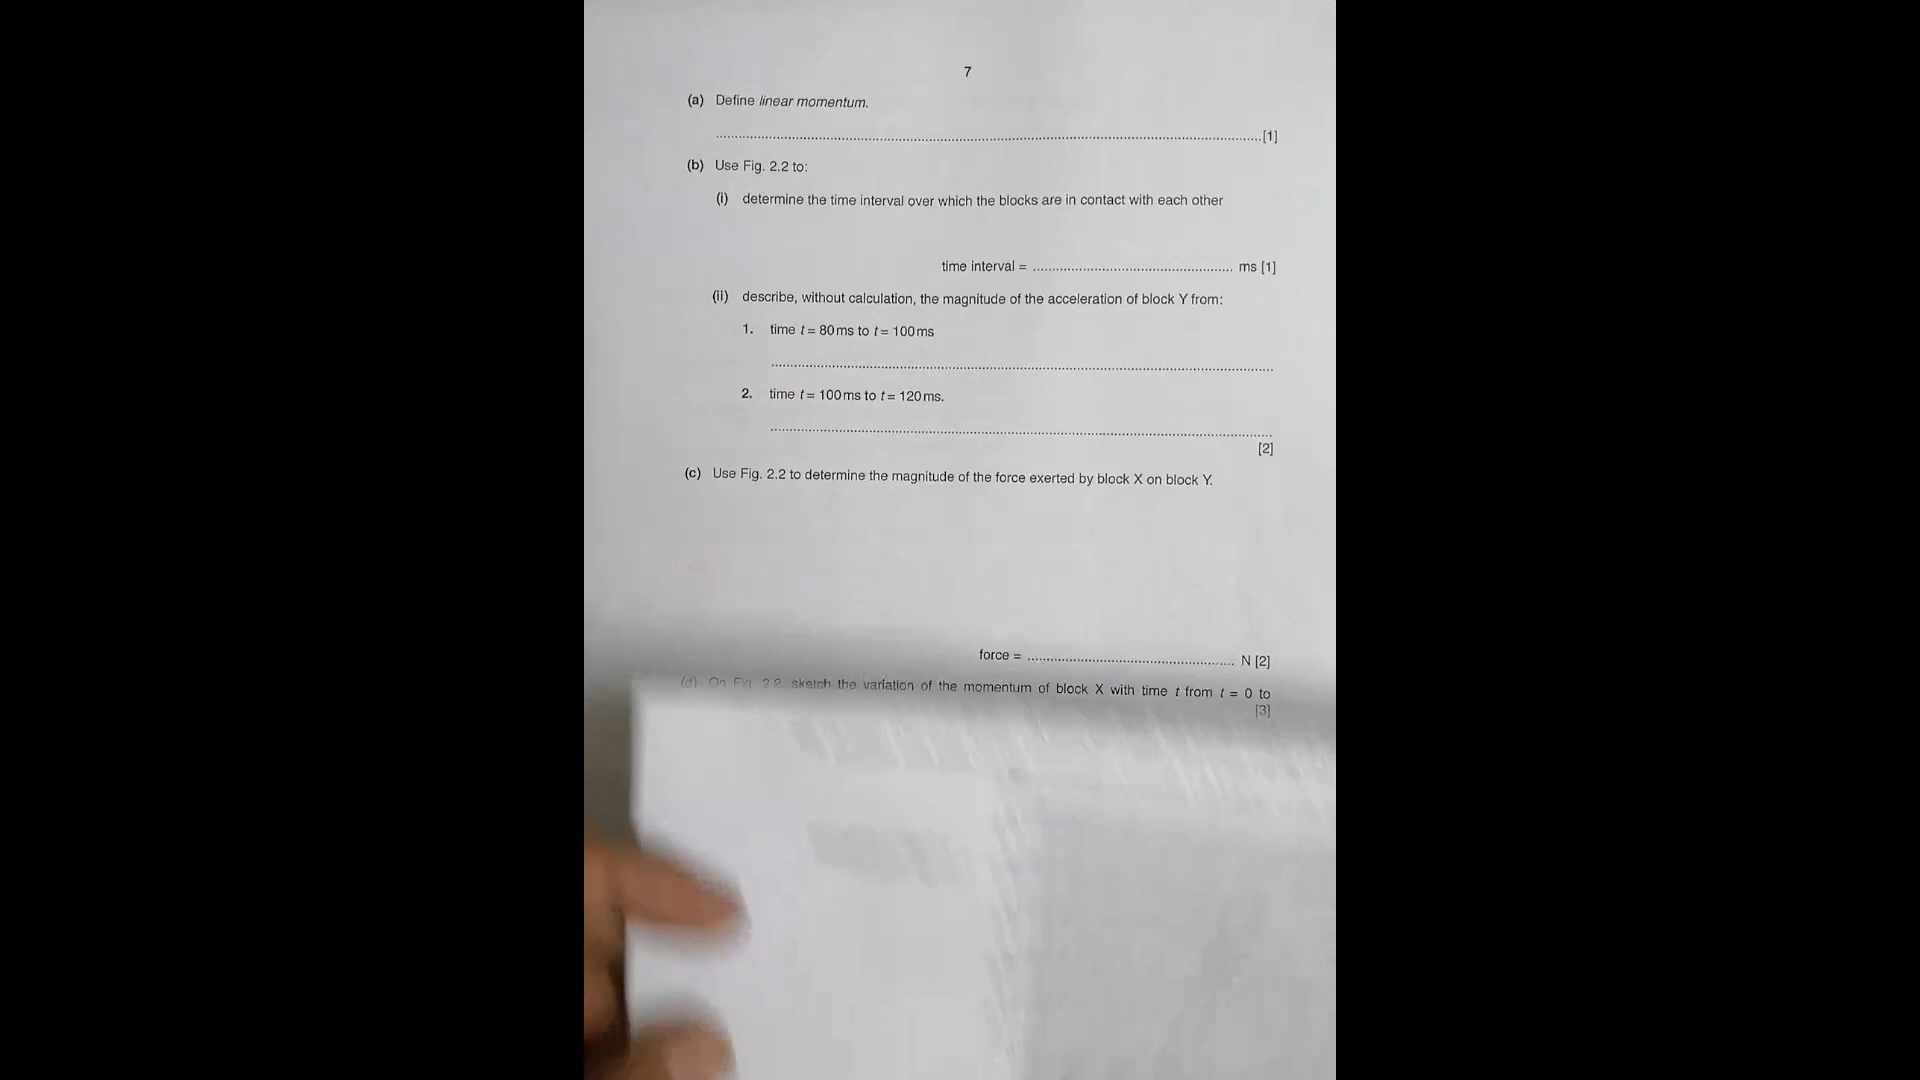 7
(a) Define linear momentum.
[1]
(b) Use Fig. 2.2 to:
(i) determine the time interval over which the blocks are in contact with each other
time interval = ................................................... ms [1]
(ii) describe, without calculation, the magnitude of the acceleration of block Y from:
1. time t = 80 ms to t = 100 ms
2. time t = 100 ms to t = 120 ms.
[2]
(c) Use Fig. 2.2 to determine the magnitude of the force exerted by block X on block Y.
force = ..................................................... N [2]
(d) On Fig. 2.2, sketch the variation of the momentum of block X with time t from t = 0 to
[3]